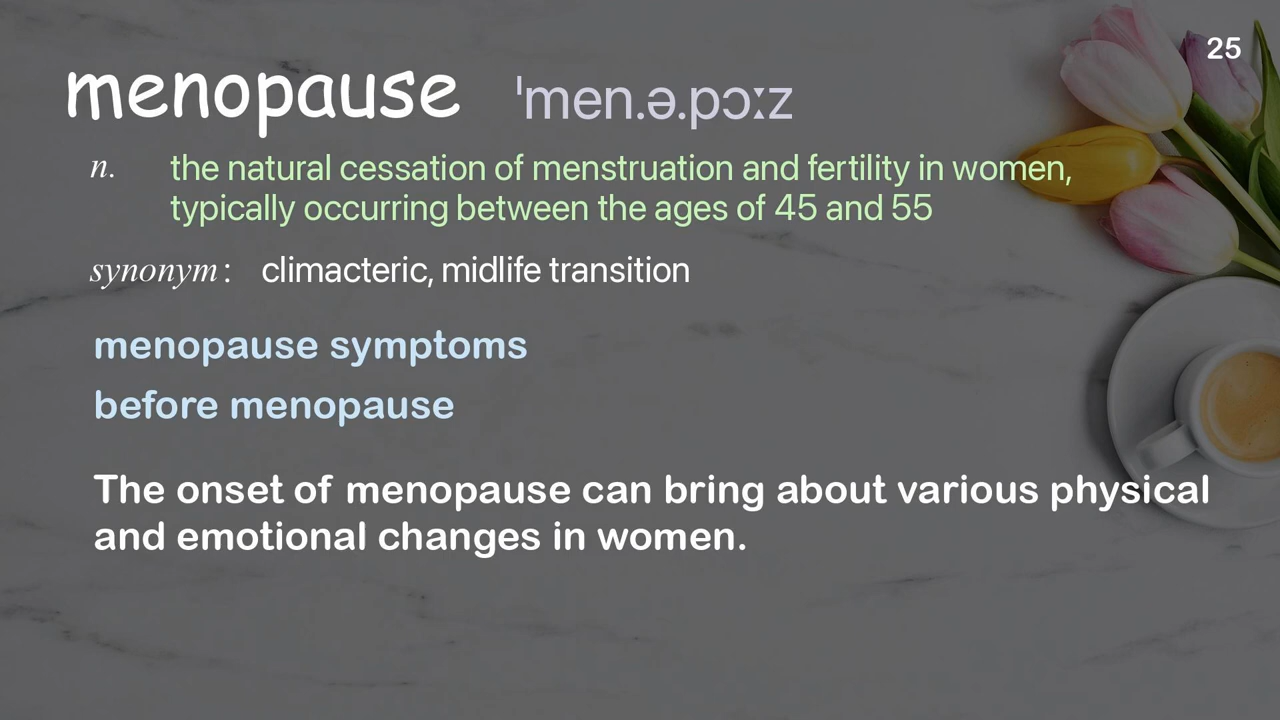 25
menopause ˈmen.ə.pɔːz
n. the natural cessation of menstruation and fertility in women,
typically occurring between the ages of 45 and 55
synonym: climacteric, midlife transition
menopause symptoms
before menopause
The onset of menopause can bring about various physical
and emotional changes in women.